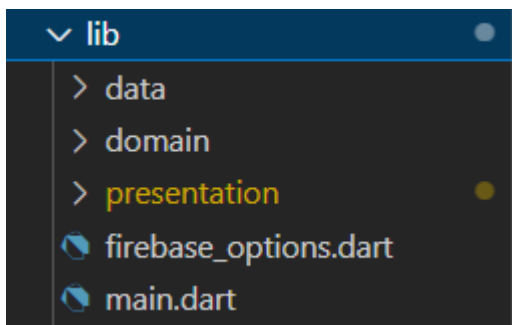 lib
data
domain
presentation
firebase_options.dart
main.dart